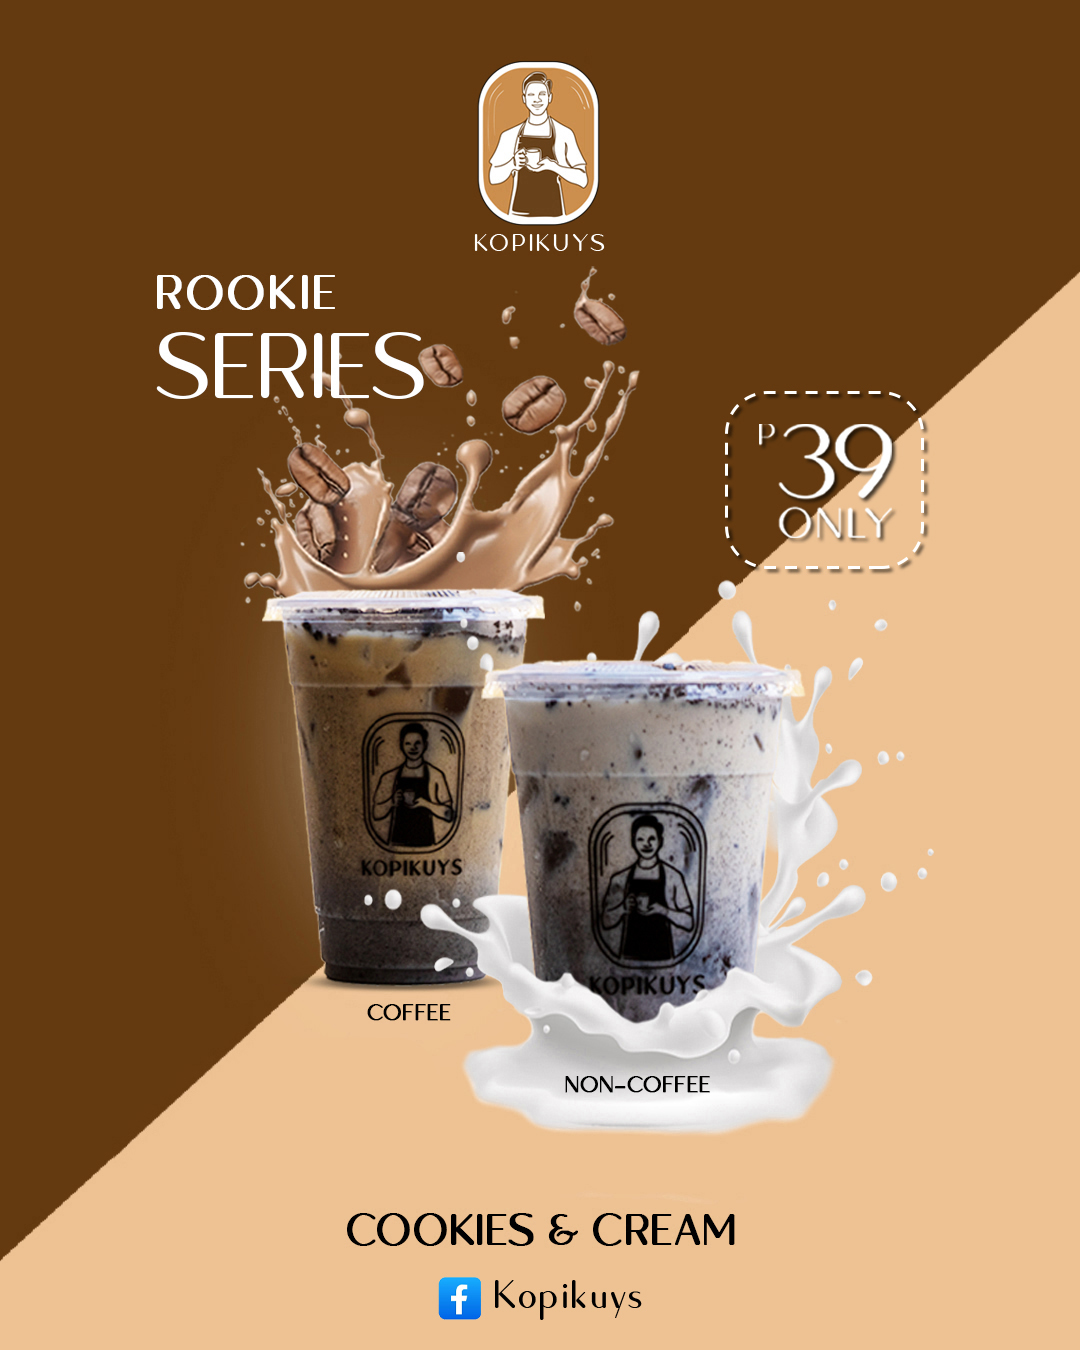 KOPIKUYS
ROOKIE
SERIES
P39
ONLY
KOPIKUYS
KOPIKUYS
COFFEE
NON-COFFEE
COOKIES & CREAM
f Kopikuys